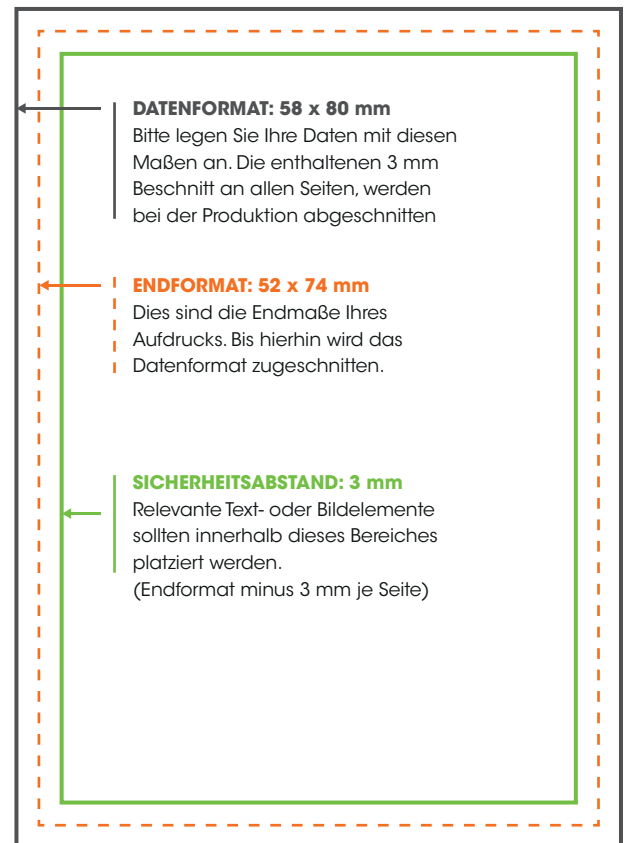 DATENFORMAT: 58 x 80 mm
Bitte legen Sie Ihre Daten mit diesen
Maßen an. Die enthaltenen 3 mm
Beschnitt an allen Seiten, werden
bei der Produktion abgeschnitten
ENDFORMAT: 52 x 74 mm
Dies sind die Endmaße Ihres
Aufdrucks. Bis hierhin wird das
Datenformat zugeschnitten.
SICHERHEITSABSTAND: 3 mm
Relevante Text- oder Bildelemente
sollten innerhalb dieses Bereiches
platziert werden.
(Endformat minus 3 mm je Seite)